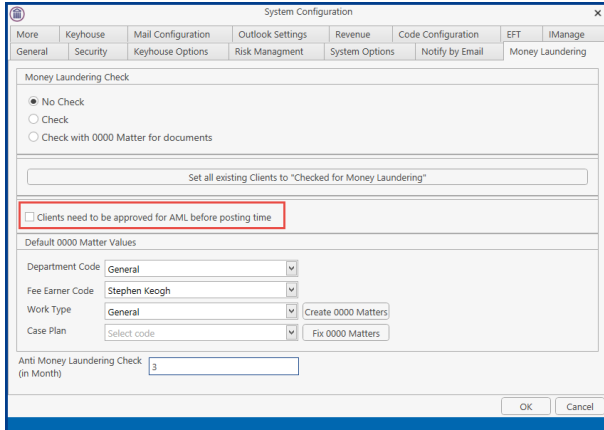 System Configuration
More Keyhouse Mail Configuration Outlook Settings Revenue Code Configuration EFT IManage
General Security Keyhouse Options Risk Managment System Options Notify by Email Money Laundering
Money Laundering Check
No Check
Check
Check with 0000 Matter for documents
Set all existing Clients to "Checked for Money Laundering"
Clients need to be approved for AML before posting time
Default 0000 Matter Values
Department Code General
Fee Earner Code Stephen Keogh
Work Type General Create 0000 Matters
Case Plan Select code Fix 0000 Matters
Anti Money Laundering Check 3
(in Month)
OK Cancel